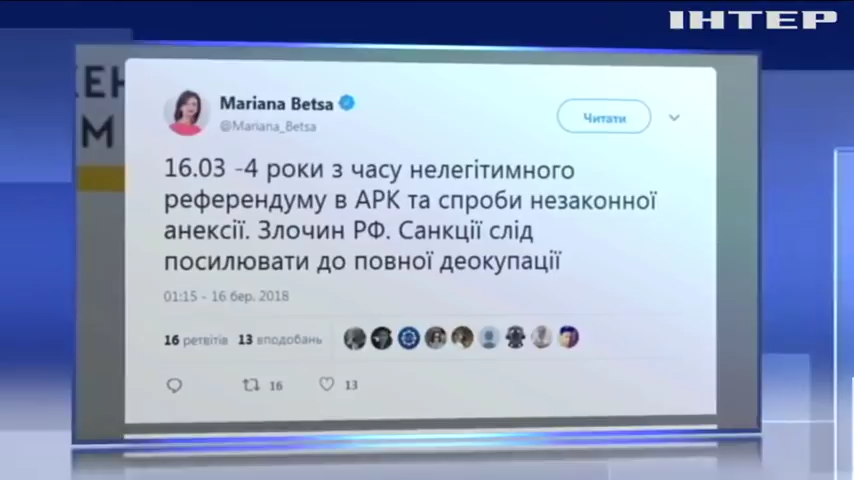 ІНТЕР
Mariana Betsa
@Mariana_Betsa
Читати
16.03 -4 роки з часу нелегітимного
референдуму в АРК та спроби незаконної
анексії. Злочин РФ. Санкції слід
посилювати до повної деокупації
01:15 - 16 бер. 2018
16 ретвітів 13 вподобань
16 13